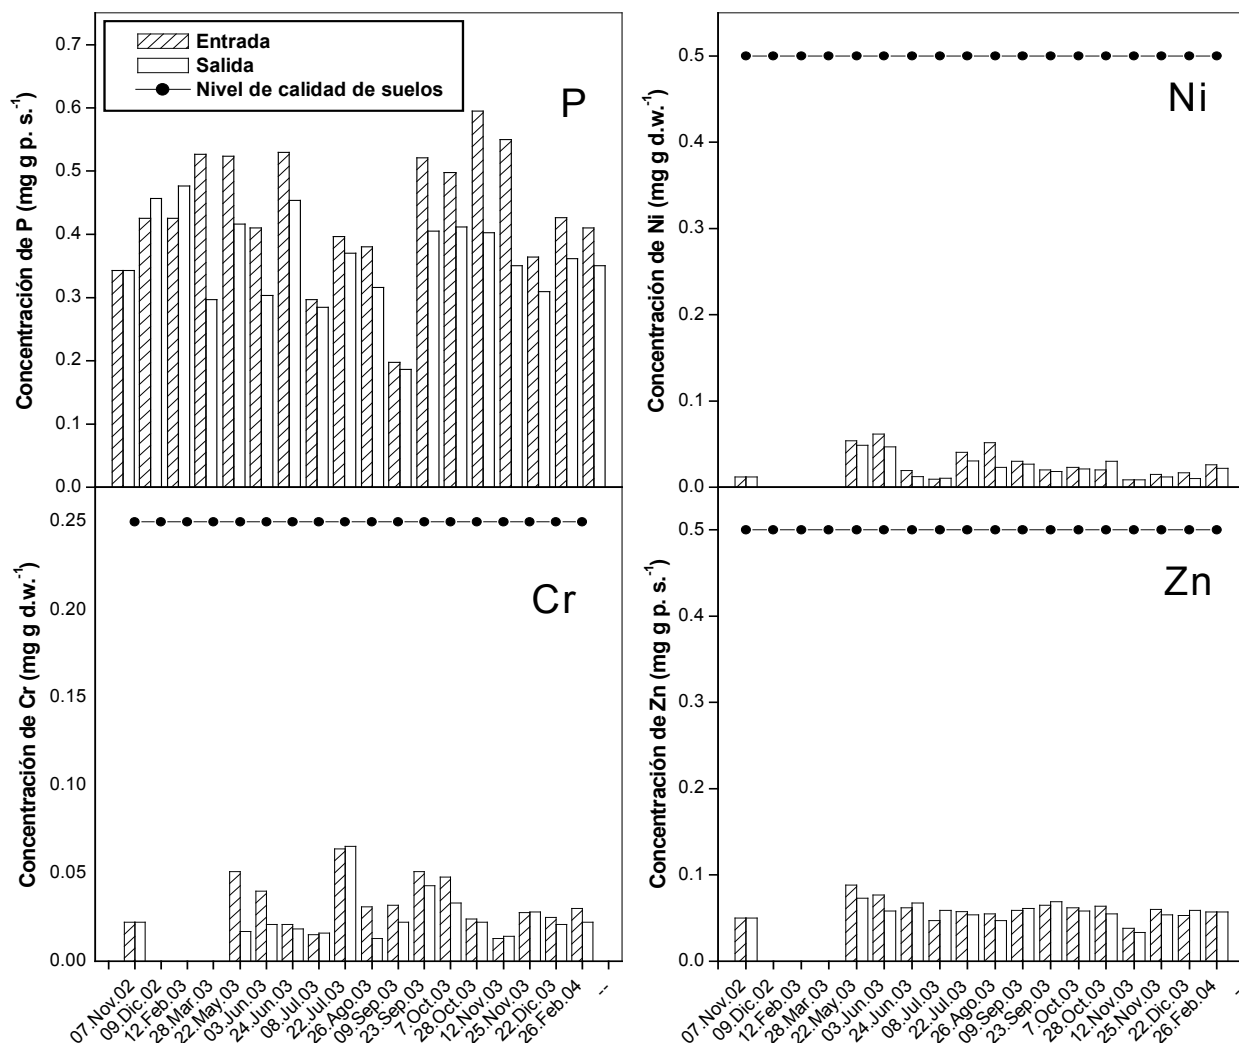 Entrada
Salida
Nivel de calidad de suelos
P
Concentración de P (mg g p. s.⁻¹)
0.7
0.6
0.5
0.4
0.3
0.2
0.1
0.0
Ni
Concentración de Ni (mg g d.w.⁻¹)
0.5
0.4
0.3
0.2
0.1
0.0
Cr
Concentración de Cr (mg g d.w.⁻¹)
0.25
0.20
0.15
0.10
0.05
0.00
07.Nov.02
09.Dic.02
12.Feb.03
28.Mar.03
22.May.03
03.Jun.03
24.Jun.03
08.Jul.03
22.Jul.03
26.Ago.03
09.Sep.03
23.Sep.03
7.Oct.03
28.Oct.03
12.Nov.03
25.Nov.03
22.Dic.03
26.Feb.04
--
Zn
Concentración de Zn (mg g p. s.⁻¹)
0.5
0.4
0.3
0.2
0.1
0.0
07.Nov.02
09.Dic.02
12.Feb.03
28.Mar.03
22.May.03
03.Jun.03
24.Jun.03
08.Jul.03
22.Jul.03
26.Ago.03
09.Sep.03
23.Sep.03
7.Oct.03
28.Oct.03
12.Nov.03
25.Nov.03
22.Dic.03
26.Feb.04